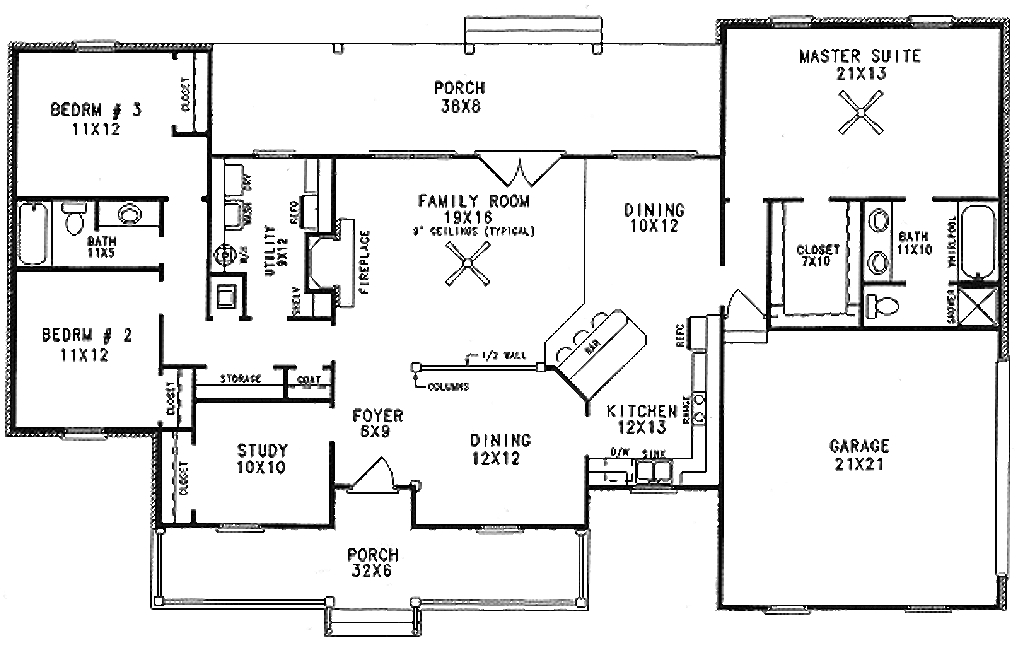 MASTER SUITE
21X13
PORCH
38X8
BEDRM # 3
11X12
CLOSET
DRY
WASH
REFG
W/H
UTILITY
9X12
SHELV
FIREPLACE
FAMILY ROOM
19X16
9' CEILINGS (TYPICAL)
DINING
10X12
CLOSET
7X10
BATH
11X10
WHIRLPOOL
SHOWER
BATH
11X5
BEDRM # 2
11X12
BAR
REFG
1/2 WALL
COLUMNS
STORAGE
COAT
CLOSET
FOYER
6X9
KITCHEN
12X13
RANGE
DINING
12X12
D/W
SINK
GARAGE
21X21
STUDY
10X10
CLOSET
PORCH
32X6